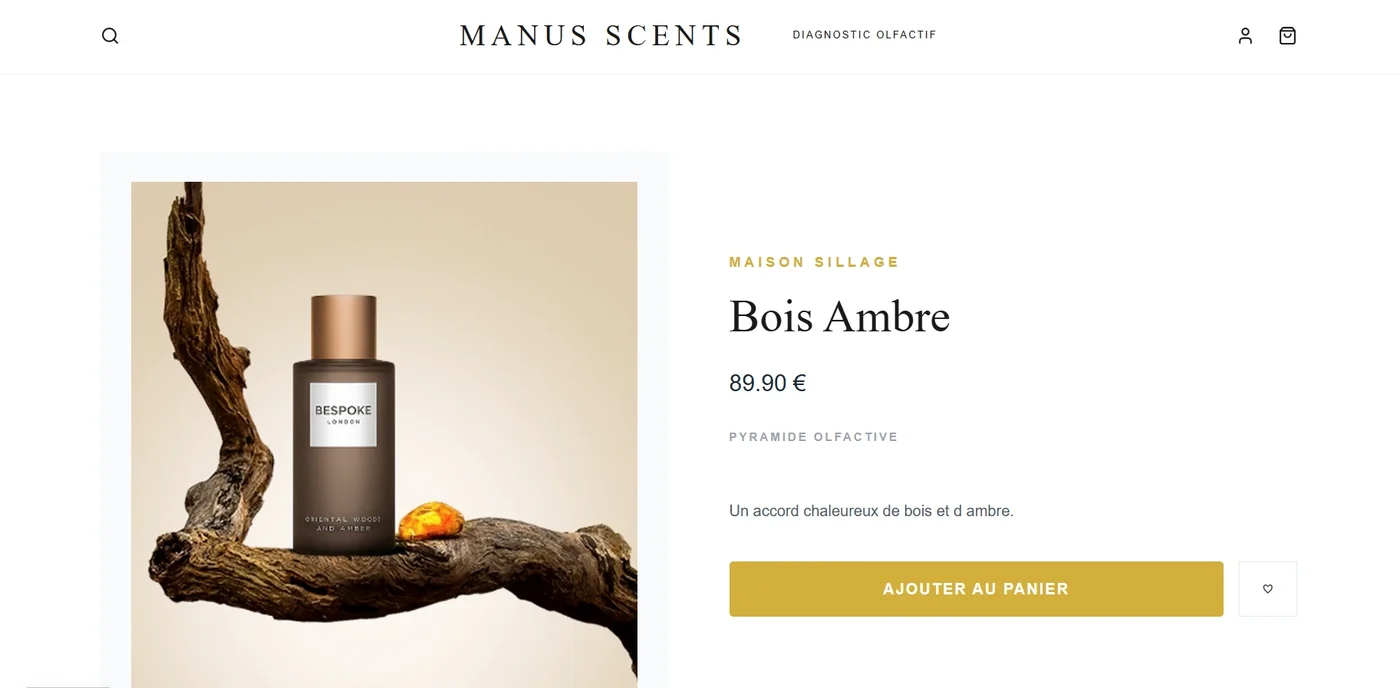 MANUS SCENTS
DIAGNOSTIC OLFACTIF
BESPOKE
LONDON
ORIENTAL WOODS
AND AMBER
MAISON SILLAGE
Bois Ambre
89.90 €
PYRAMIDE OLFACTIVE
Un accord chaleureux de bois et d ambre.
AJOUTER AU PANIER